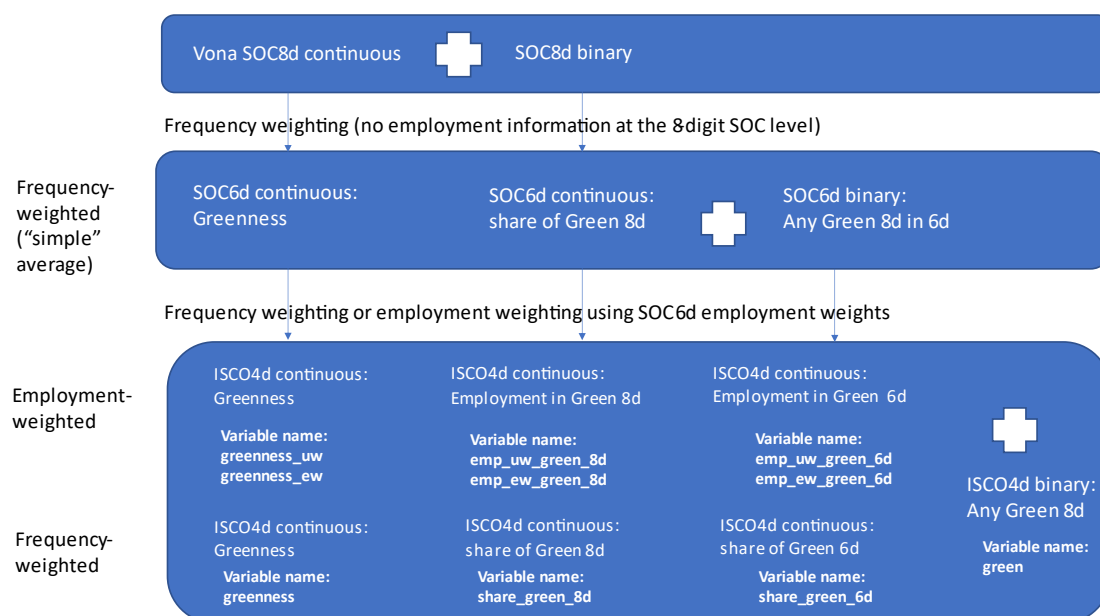 Vona SOC8d continuous
SOC8d binary
Frequency weighting (no employment information at the 8-digit SOC level)
Frequency-
weighted
("simple"
average)
SOC6d continuous:
Greenness
SOC6d continuous:
share of Green 8d
SOC6d binary:
Any Green 8d in 6d
Frequency weighting or employment weighting using SOC6d employment weights
Employment-
weighted
ISCO4d continuous:
Greenness
Variable name:
greenness_uw
greenness_ew
ISCO4d continuous:
Employment in Green 8d
Variable name:
emp_uw_green_8d
emp_ew_green_8d
ISCO4d continuous:
Employment in Green 6d
Variable name:
emp_uw_green_6d
emp_ew_green_6d
ISCO4d binary:
Any Green 8d
Variable name:
green
Frequency-
weighted
ISCO4d continuous:
Greenness
Variable name:
greenness
ISCO4d continuous:
share of Green 8d
Variable name:
share_green_8d
ISCO4d continuous:
share of Green 6d
Variable name:
share_green_6d